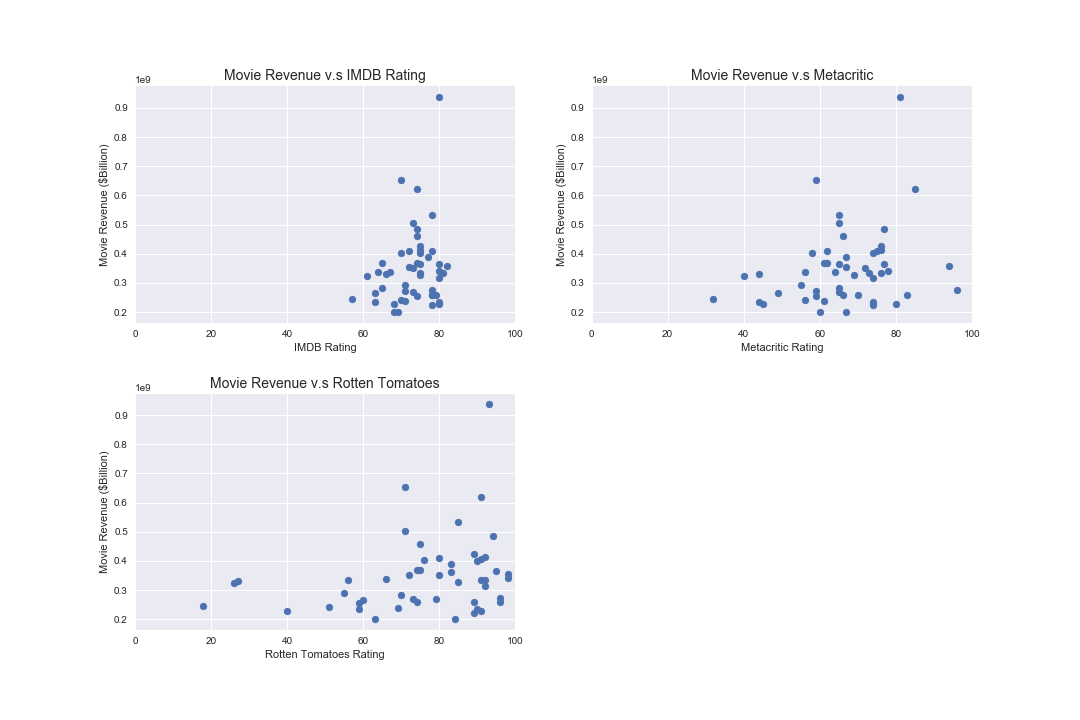 Movie Revenue v.s IMDB Rating
1e9
Movie Revenue ($Billion)
0.9
0.8
0.7
0.6
0.5
0.4
0.3
0.2
0 20 40 60 80 100
IMDB Rating
Movie Revenue v.s Metacritic
1e9
Movie Revenue ($Billion)
0.9
0.8
0.7
0.6
0.5
0.4
0.3
0.2
0 20 40 60 80 100
Metacritic Rating
Movie Revenue v.s Rotten Tomatoes
1e9
Movie Revenue ($Billion)
0.9
0.8
0.7
0.6
0.5
0.4
0.3
0.2
0 20 40 60 80 100
Rotten Tomatoes Rating